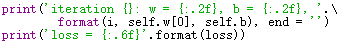 print('iteration {}: w = {:.2f}, b = {:.2f}, '.\
format(i, self.w[0], self.b), end = '')
print('loss = {:.6f}'.format(loss))